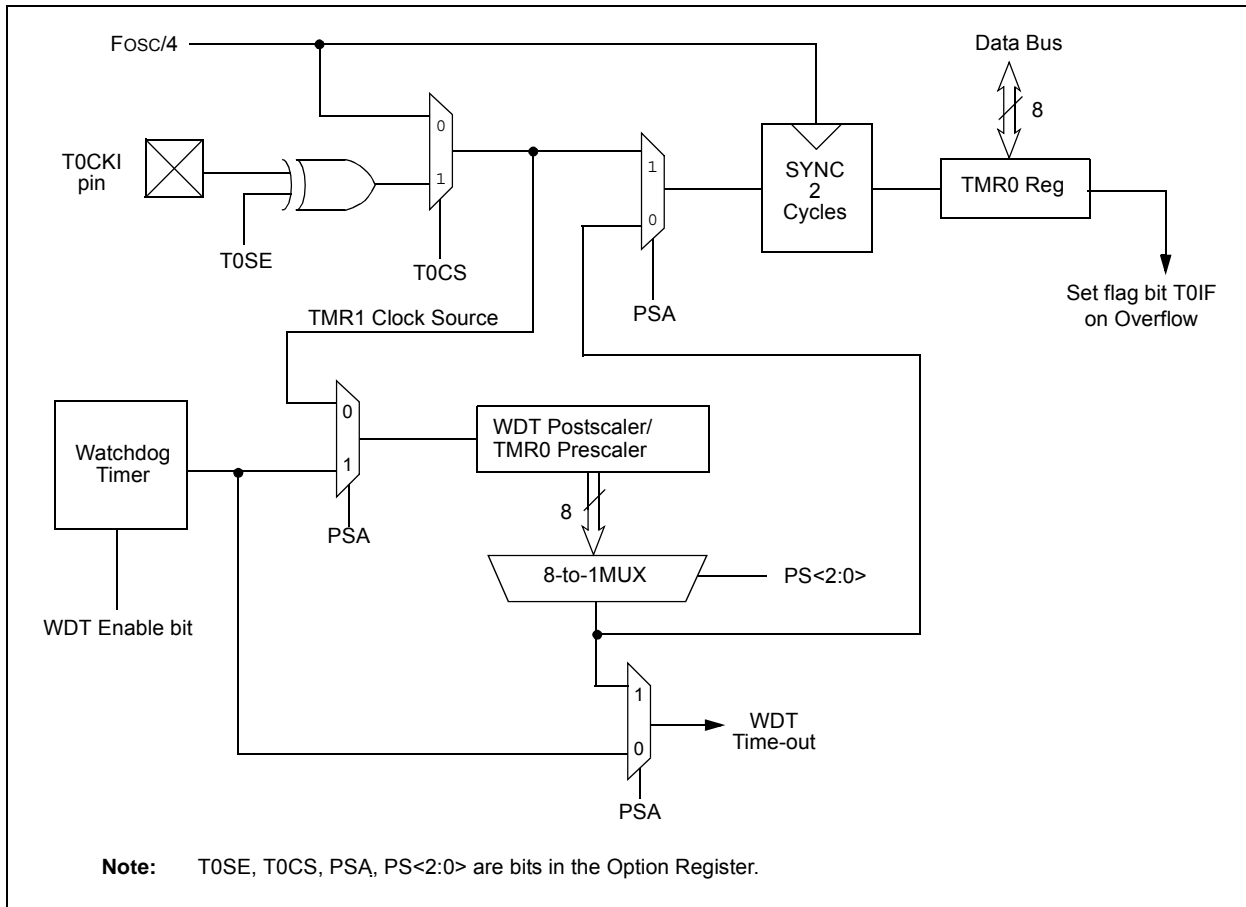 FOSC/4
Data Bus
8
T0CKI
pin
0
1
T0SE
T0CS
1
0
PSA
SYNC
2
Cycles
TMR0 Reg
Set flag bit T0IF
on Overflow
TMR1 Clock Source
Watchdog
Timer
0
1
PSA
WDT Postscaler/
TMR0 Prescaler
8
8-to-1MUX
PS<2:0>
WDT Enable bit
1
0
WDT
Time-out
PSA
Note: T0SE, T0CS, PSA, PS<2:0> are bits in the Option Register.